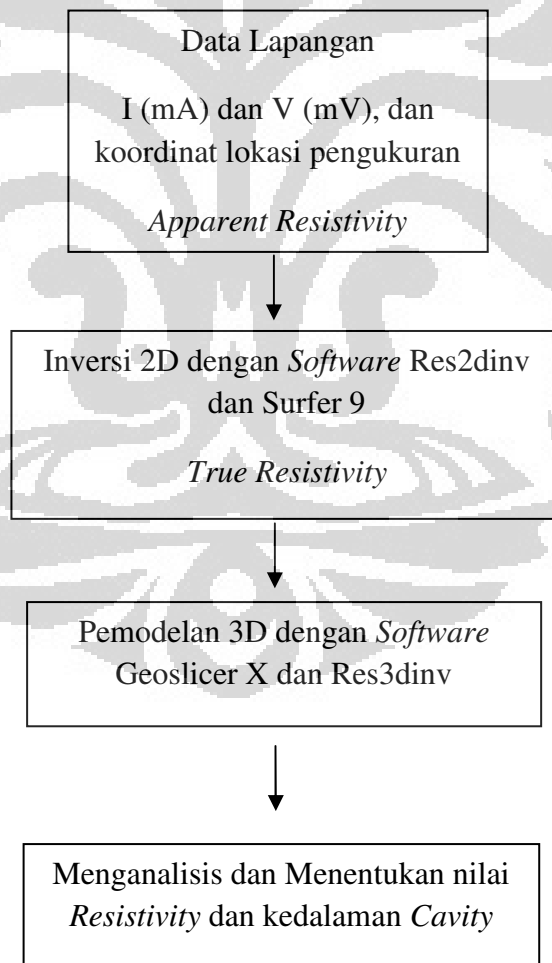 Data Lapangan
I (mA) dan V (mV), dan
koordinat lokasi pengukuran
Apparent Resistivity
Inversi 2D dengan Software Res2dinv
dan Surfer 9
True Resistivity
Pemodelan 3D dengan Software
Geoslicer X dan Res3dinv
Menganalisis dan Menentukan nilai
Resistivity dan kedalaman Cavity